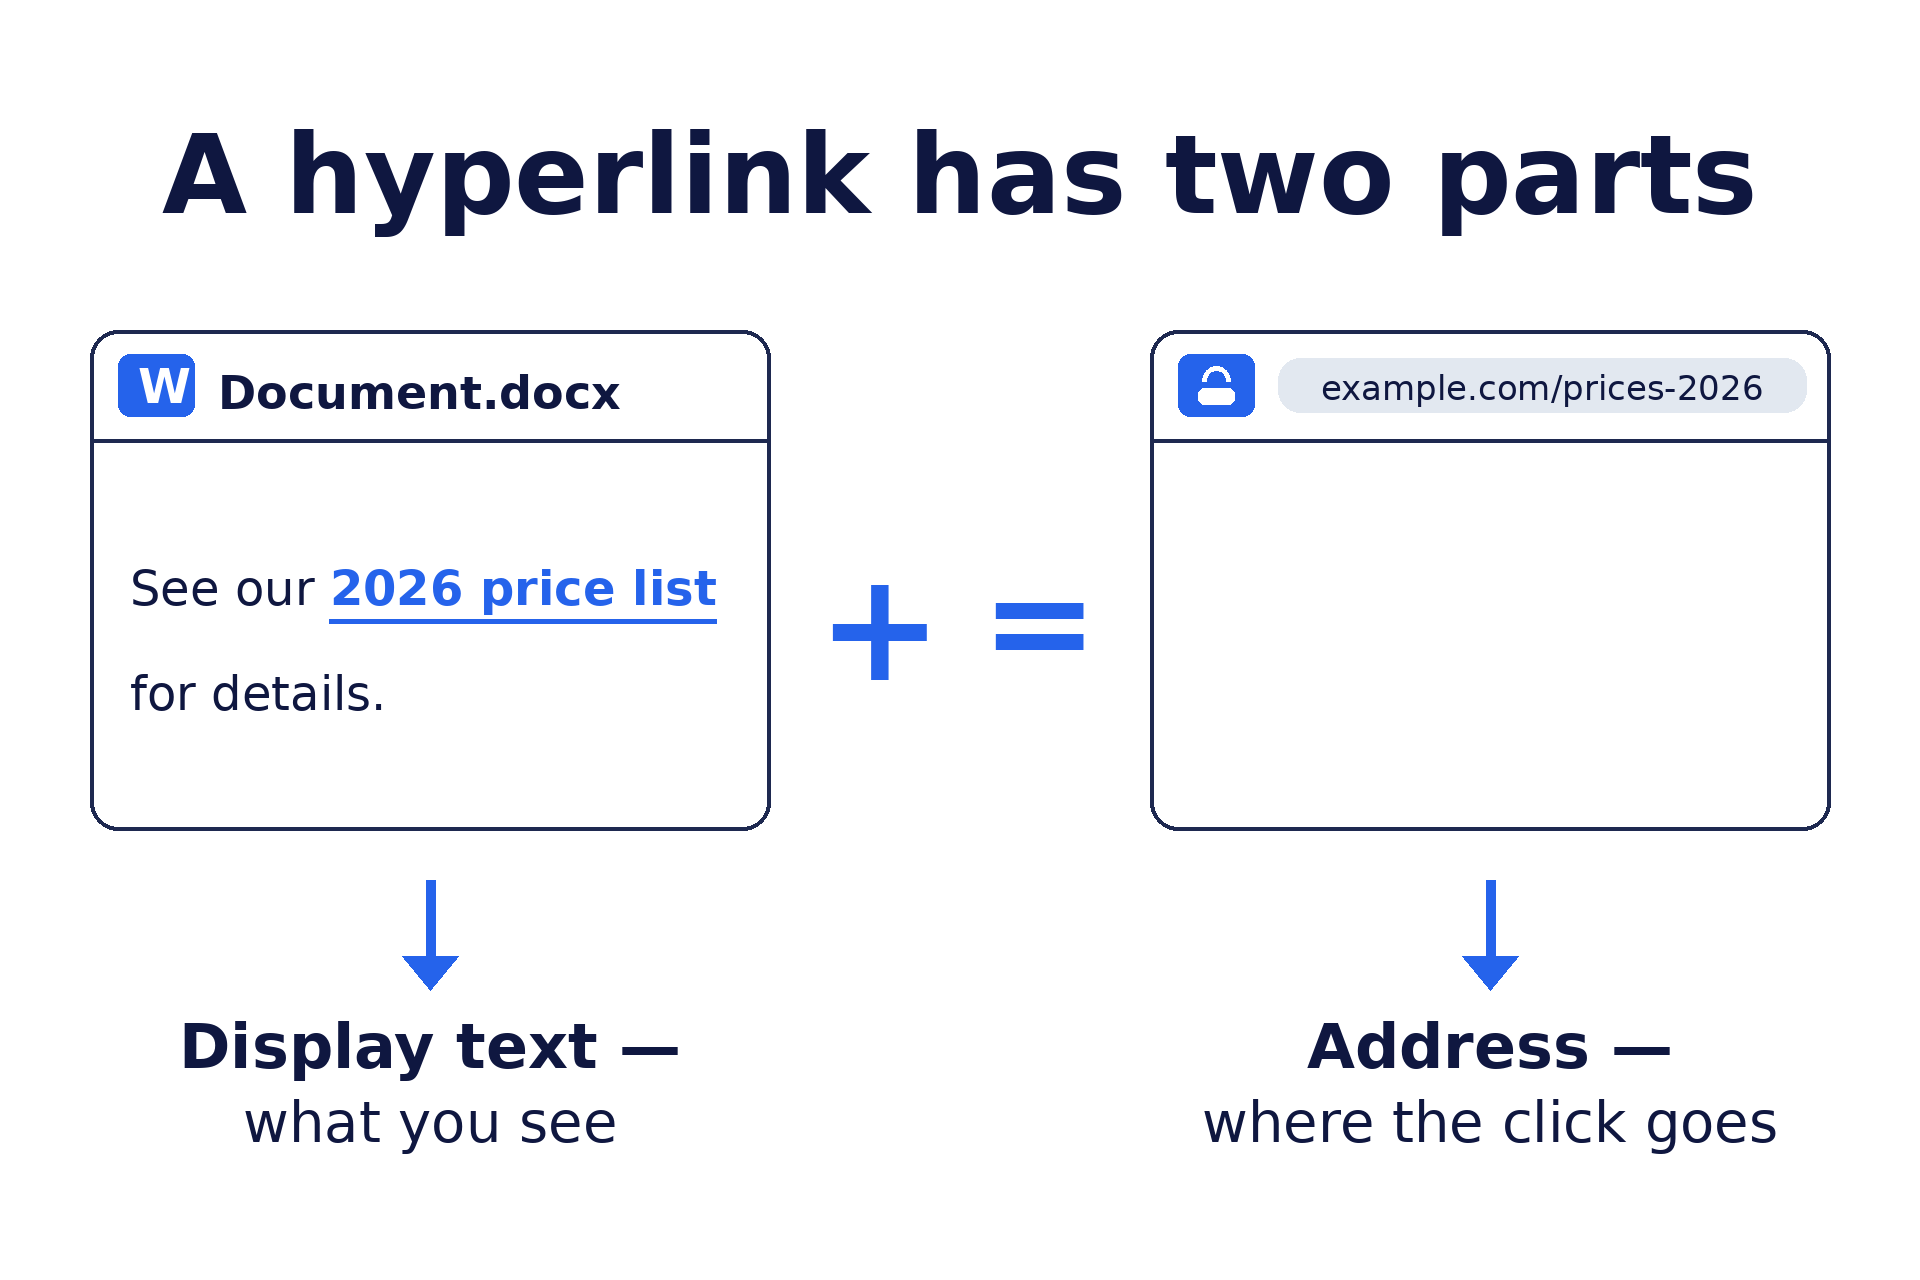 A hyperlink has two parts
W Document.docx
See our 2026 price list
for details.
+ =
example.com/prices-2026
Display text —
what you see
Address —
where the click goes